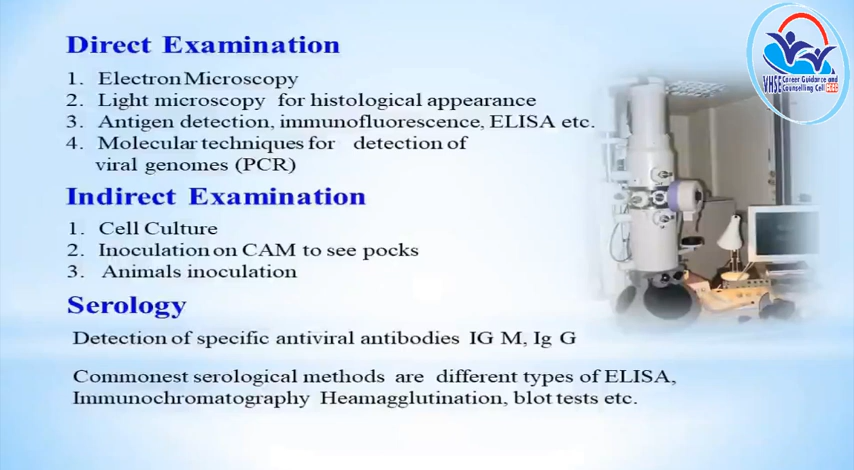 Direct Examination
1. Electron Microscopy
2. Light microscopy for histological appearance
3. Antigen detection, immunofluorescence, ELISA etc.
4. Molecular techniques for detection of
viral genomes (PCR)
Indirect Examination
1. Cell Culture
2. Inoculation on CAM to see pocks
3. Animals inoculation
Serology
Detection of specific antiviral antibodies IG M, Ig G
Commonest serological methods are different types of ELISA,
Immunochromatography Heamagglutination, blot tests etc.
VHSE Career Guidance and
Counselling Cell CGCC